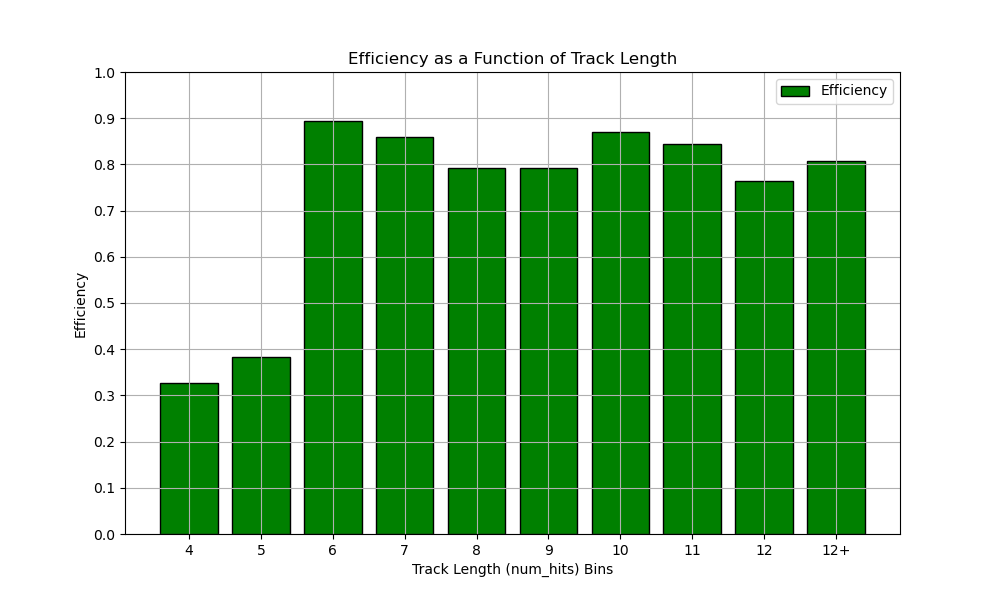 Efficiency as a Function of Track Length
Efficiency
1.0
0.9
0.8
0.7
0.6
0.5
0.4
0.3
0.2
0.1
0.0
Efficiency
4 5 6 7 8 9 10 11 12 12+
Track Length (num_hits) Bins